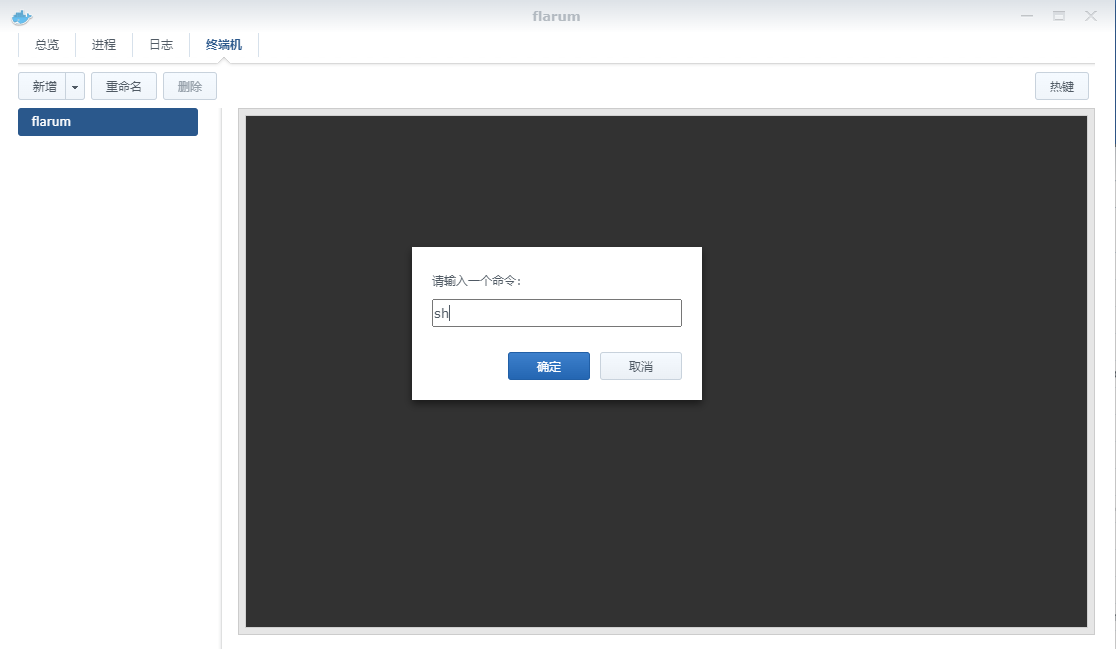 flarum
总览 进程 日志 终端机
新增 重命名 删除 热键
flarum
请输入一个命令：
sh
确定 取消